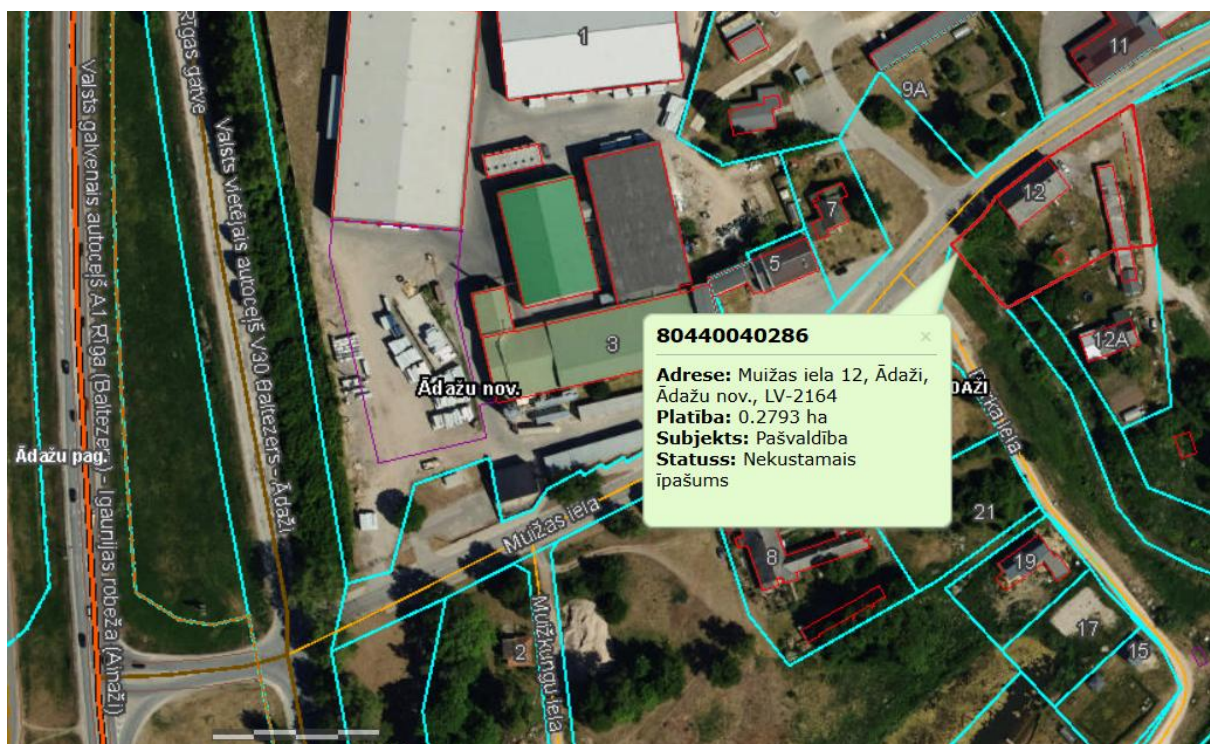 Rīgas gatve
1
11
9A
Valsts galvenais autoceļš A1 Rīga (Baltezers) - Igaunijas robeža (Ainaži)
Valsts vietējais autoceļš V30 Baltezers - Ādaži
7
12
5
3
12A
80440040286
×
Adrese: Muižas iela 12, Ādaži,
Ādažu nov., LV-2164
Platība: 0.2793 ha
Subjekts: Pašvaldība
Statuss: Nekustamais
īpašums
Ādažu nov.
Ādažu pag.
Muižas iela
21
8
19
2
Muižkungu iela
17
15